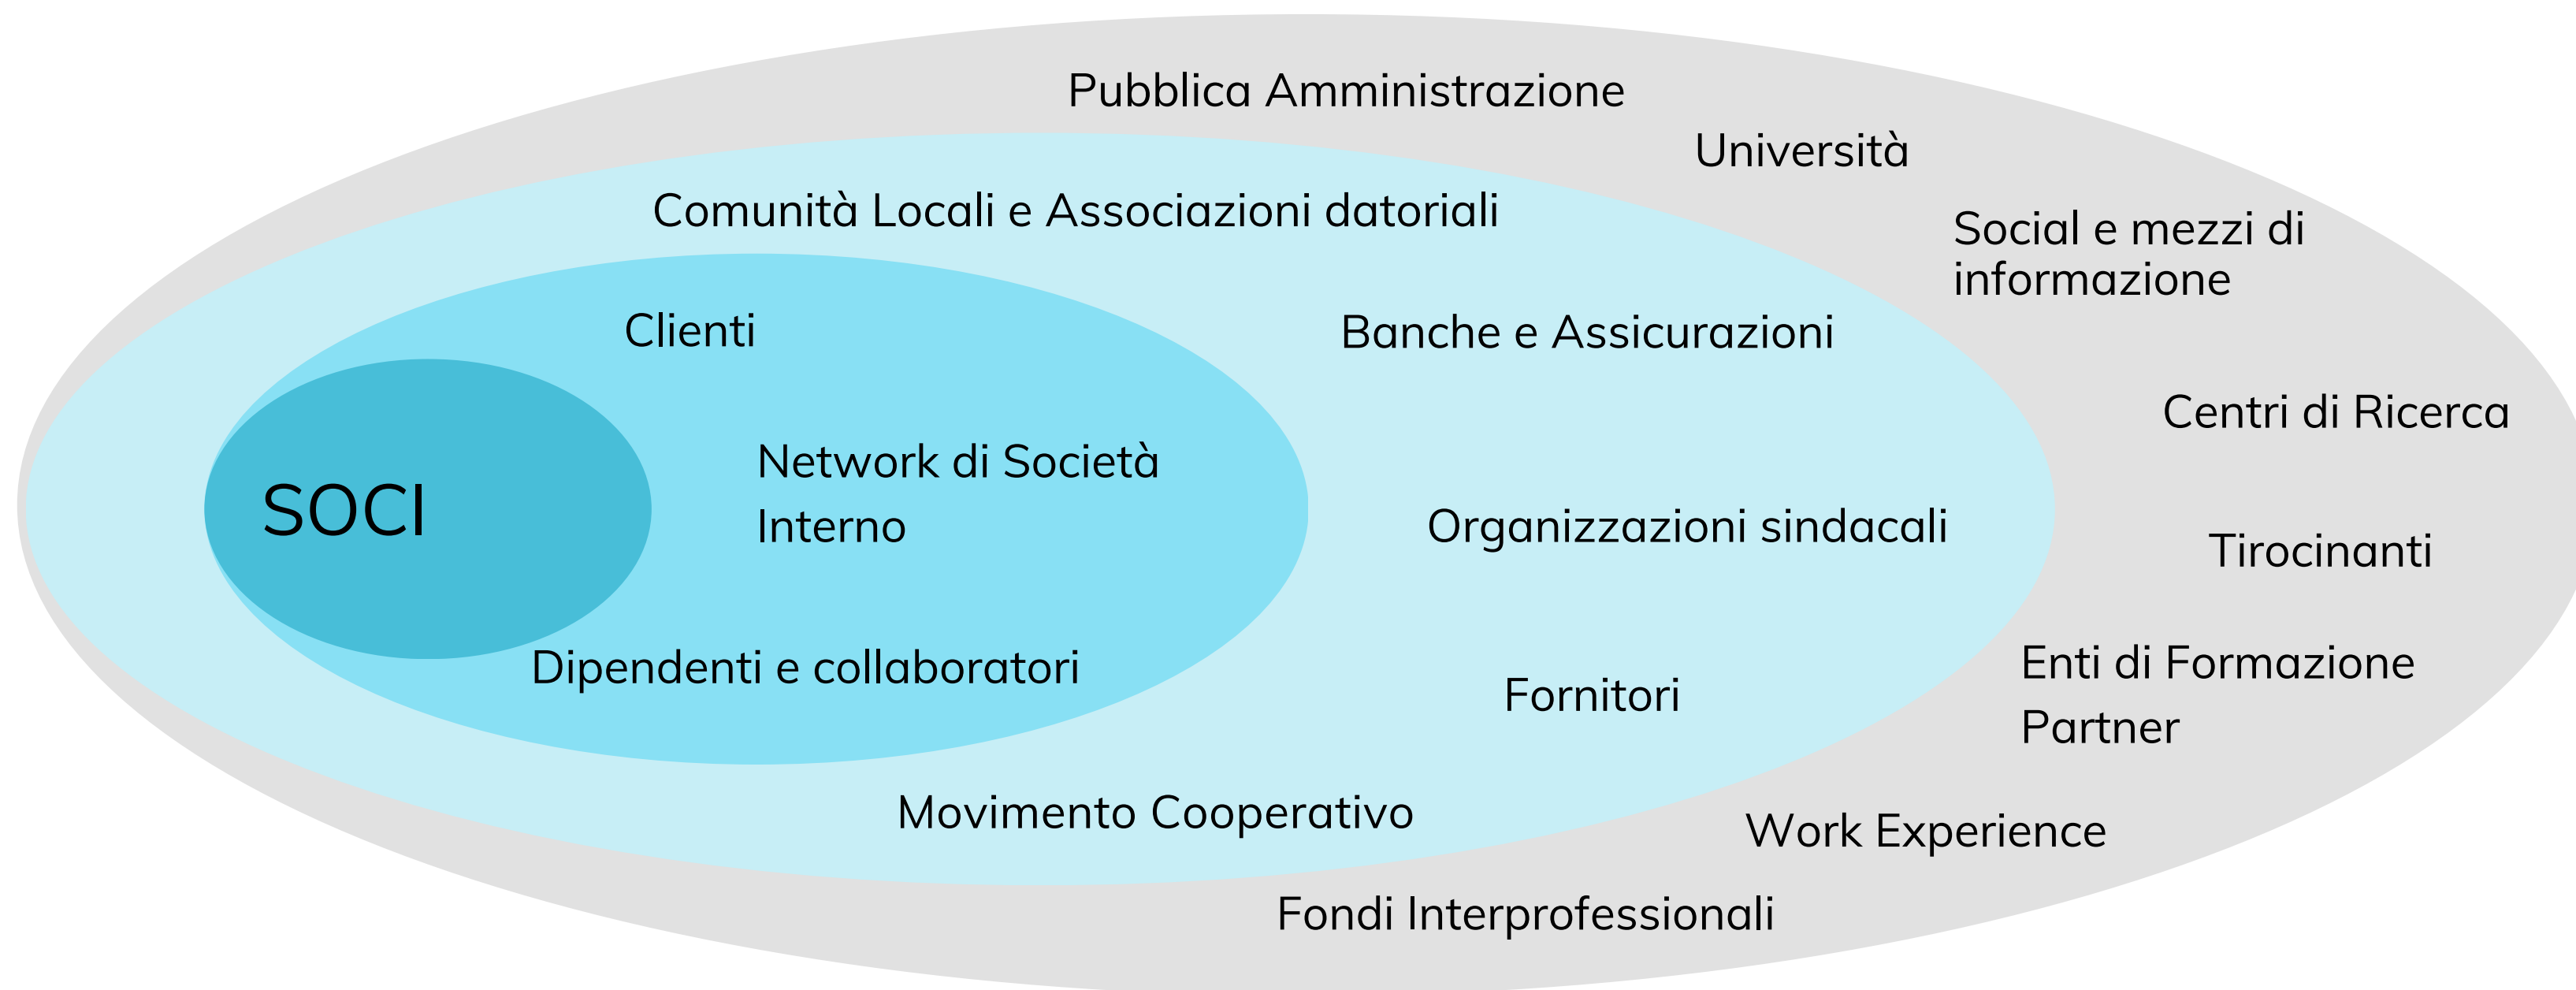 Pubblica Amministrazione
Università
Comunità Locali e Associazioni datoriali
Social e mezzi di
informazione
Clienti
Banche e Assicurazioni
Centri di Ricerca
Network di Società
Interno
SOCI
Organizzazioni sindacali
Tirocinanti
Dipendenti e collaboratori
Fornitori
Enti di Formazione
Partner
Movimento Cooperativo
Work Experience
Fondi Interprofessionali